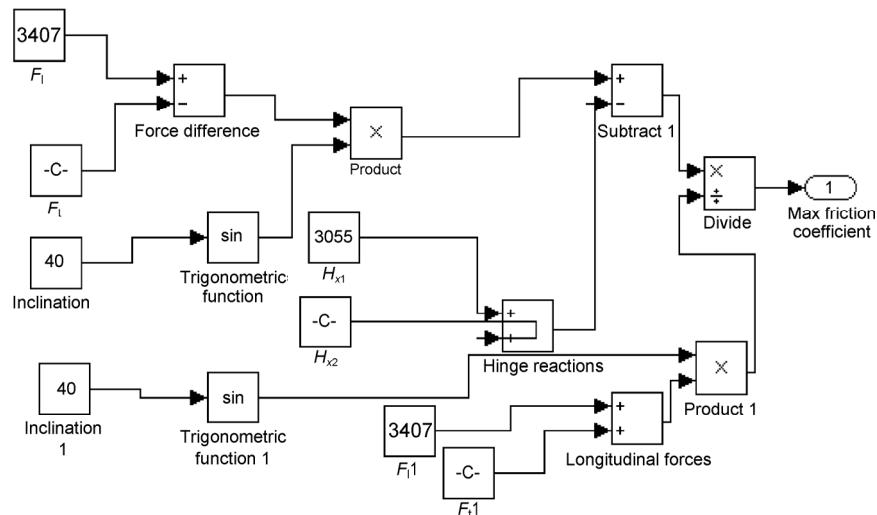 3407
F₁
+
−
Force difference
-C-
Fₜ
40
Inclination
sin
Trigonometric
function
×
Product
3055
Hₓ₁
-C-
Hₓ₂
+
+
Hinge reactions
+
−
Subtract 1
×
÷
Divide
1
Max friction
coefficient
40
Inclination
1
sin
Trigonometric
function 1
3407
Fₗ1
-C-
Fₜ1
+
+
Longitudinal forces
×
Product 1